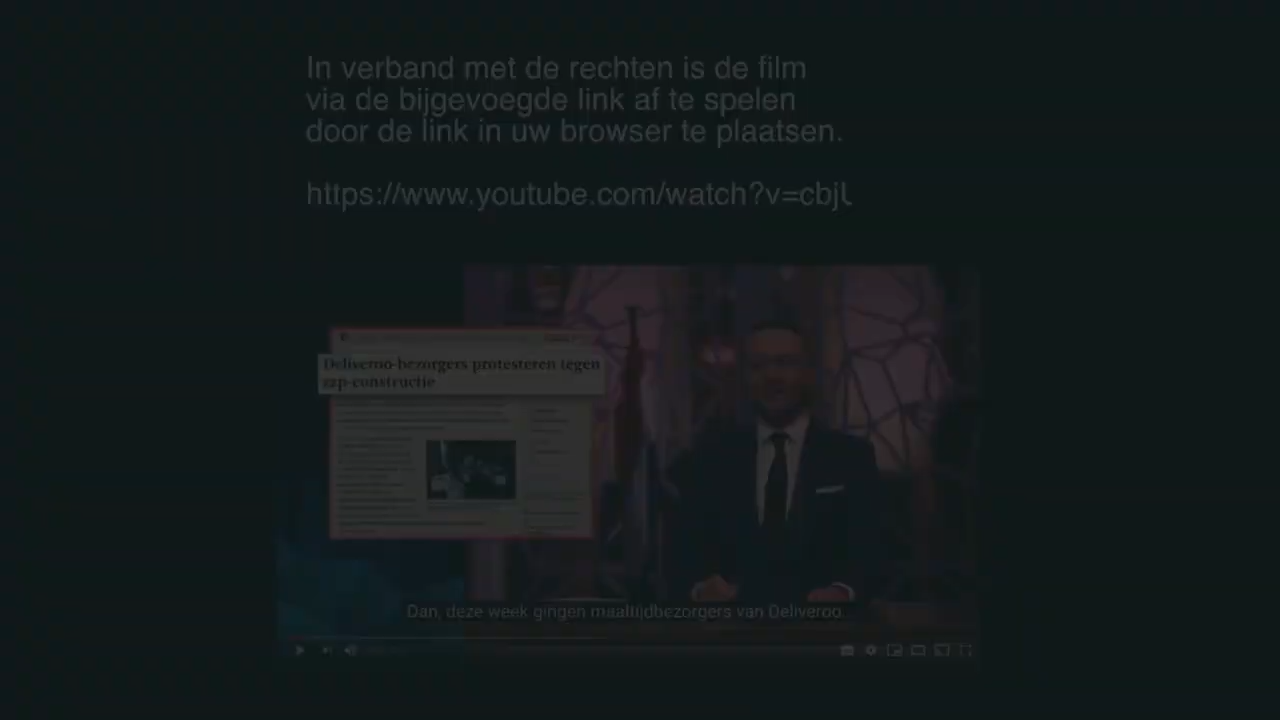 In verband met de rechten is de film
via de bijgevoegde link af te spelen
door de link in uw browser te plaatsen.
https://www.youtube.com/watch?v=cbj
Deliveroo-bezorgers protesteren tegen
zzp-constructie
Dan, deze week gingen maaltijdbezorgers van Deliveroo.